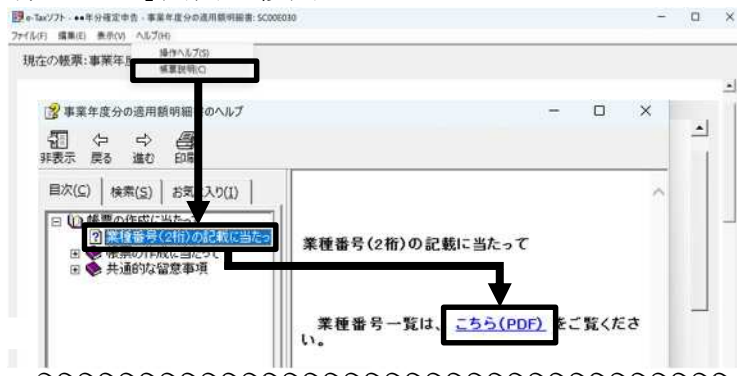 e-Taxソフト - ●●年分確定申告 - 事業年度分の適用額明細書: SC00E030
ファイル(F) 編集(E) 表示(V) ヘルプ(H)
操作ヘルプ(S)
帳票説明(C)
現在の帳票:事業年度
事業年度分の適用額明細書のヘルプ
非表示 戻る 進む 印刷
目次(C) 検索(S) お気に入り(I)
帳票の作成に当たって
業種番号(2桁)の記載に当たっ
帳票の作成に当たって
共通的な留意事項
業種番号(2桁)の記載に当たって
業種番号一覧は、こちら(PDF)をご覧くださ
い。